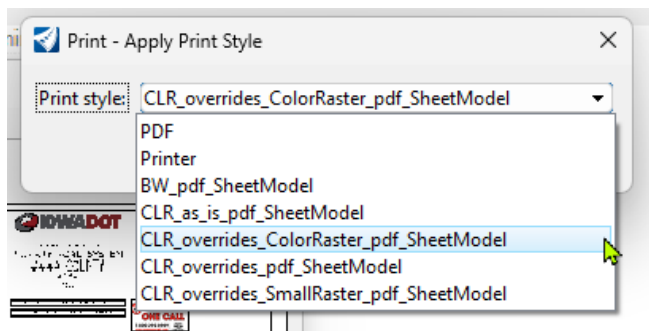 Print - Apply Print Style
Print style: CLR_overrides_ColorRaster_pdf_SheetModel
PDF
Printer
BW_pdf_SheetModel
CLR_as_is_pdf_SheetModel
CLR_overrides_ColorRaster_pdf_SheetModel
CLR_overrides_pdf_SheetModel
CLR_overrides_SmallRaster_pdf_SheetModel
IOWADOT
ONE CALL